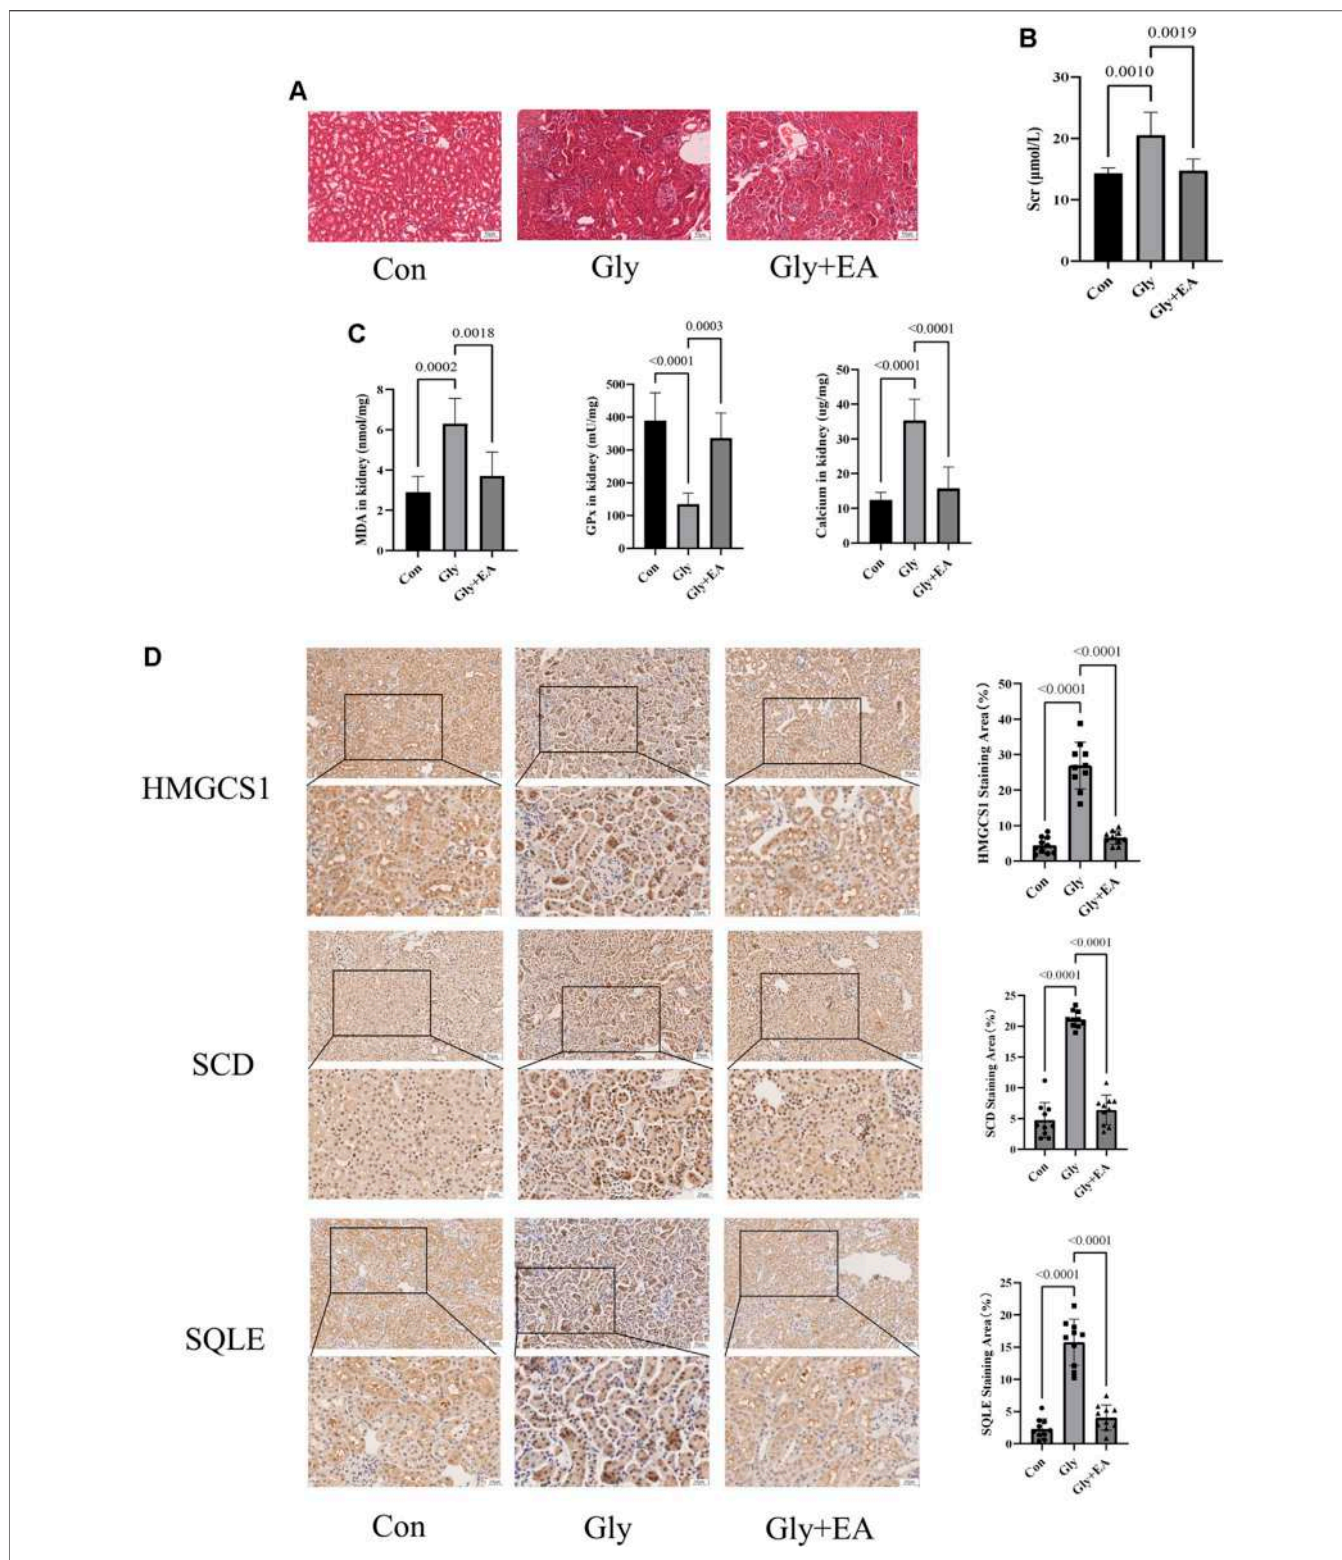 A
Con
Gly
Gly+EA
B
0.0019
0.0010
30
20
10
0
Scr (μmol/L)
Con
Gly
Gly+EA
C
0.0018
0.0002
8
6
4
2
0
MDA in kidney (nmol/mg)
Con
Gly
Gly+EA
0.0003
<0.0001
500
400
300
200
100
0
GPx in kidney (mU/mg)
Con
Gly
Gly+EA
<0.0001
<0.0001
50
40
30
20
10
0
Calcium in kidney (ug/mg)
Con
Gly
Gly+EA
D
HMGCS1
<0.0001
<0.0001
50
40
30
20
10
0
HMGCS1 Staining Area(%)
Con
Gly
Gly+EA
SCD
<0.0001
<0.0001
25
20
15
10
5
0
SCD Staining Area(%)
Con
Gly
Gly+EA
SQLE
<0.0001
<0.0001
25
20
15
10
5
0
SQLE Staining Area(%)
Con
Gly
Gly+EA
Con
Gly
Gly+EA